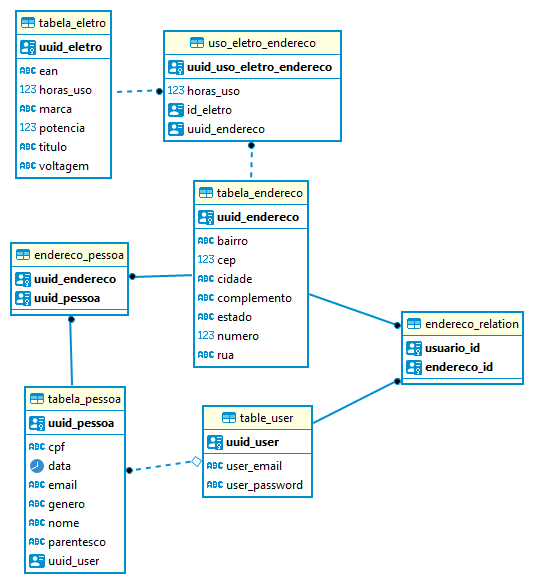 tabela_eletro
uuid_eletro
ABC ean
123 horas_uso
ABC marca
123 potencia
ABC titulo
ABC voltagem
uso_eletro_endereco
uuid_uso_eletro_endereco
123 horas_uso
id_eletro
uuid_endereco
tabela_endereco
uuid_endereco
ABC bairro
123 cep
ABC cidade
ABC complemento
ABC estado
123 numero
ABC rua
endereco_pessoa
uuid_endereco
uuid_pessoa
endereco_relation
usuario_id
endereco_id
tabela_pessoa
uuid_pessoa
ABC cpf
data
ABC email
ABC genero
ABC nome
ABC parentesco
uuid_user
table_user
uuid_user
ABC user_email
ABC user_password